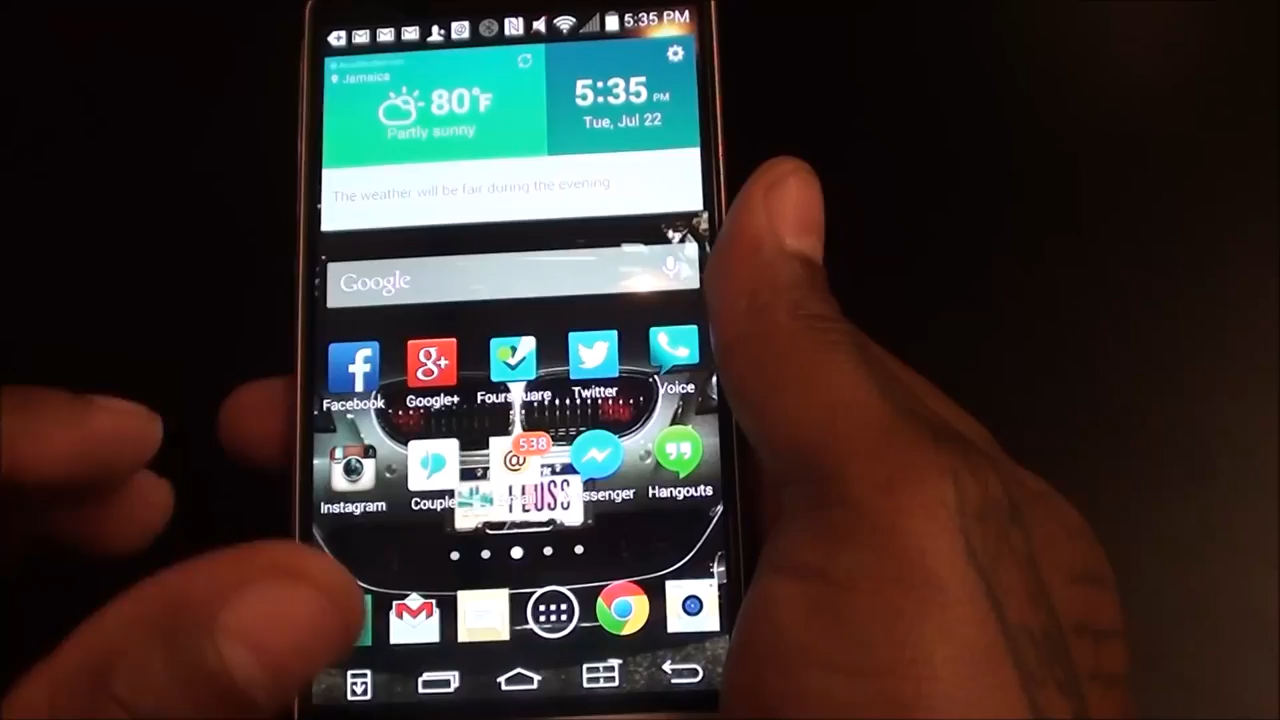 5:35 PM
Jamaica
80°F
Partly sunny
5:35 PM
Tue, Jul 22
The weather will be fair during the evening.
Google
Facebook
Google+
Foursquare
Twitter
Voice
538
Instagram
Couple
Email
Messenger
Hangouts